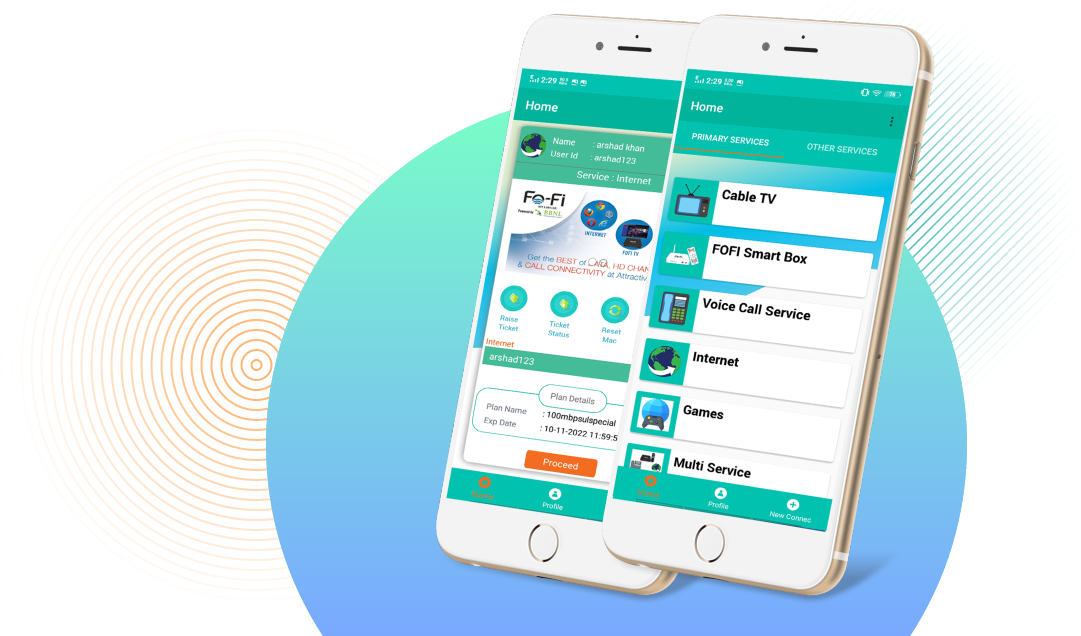 2:29
Home
Name : arshad khan
User Id : arshad123
Service : Internet
Fo-Fi
Powered by BBNL
INTERNET
FOFI TV
Get the BEST of DATA, HD CHAN
& CALL CONNECTIVITY at Attractiv
Raise
Ticket
Ticket
Status
Reset
Mac
Internet
arshad123
Plan Details
Plan Name : 100mbpsulspecial
Exp Date : 10-11-2022 11:59:5
Proceed
Home
Profile
2:29
Home
PRIMARY SERVICES
OTHER SERVICES
Cable TV
FOFI Smart Box
Voice Call Service
Internet
Games
Multi Service
Home
Profile
New Connec